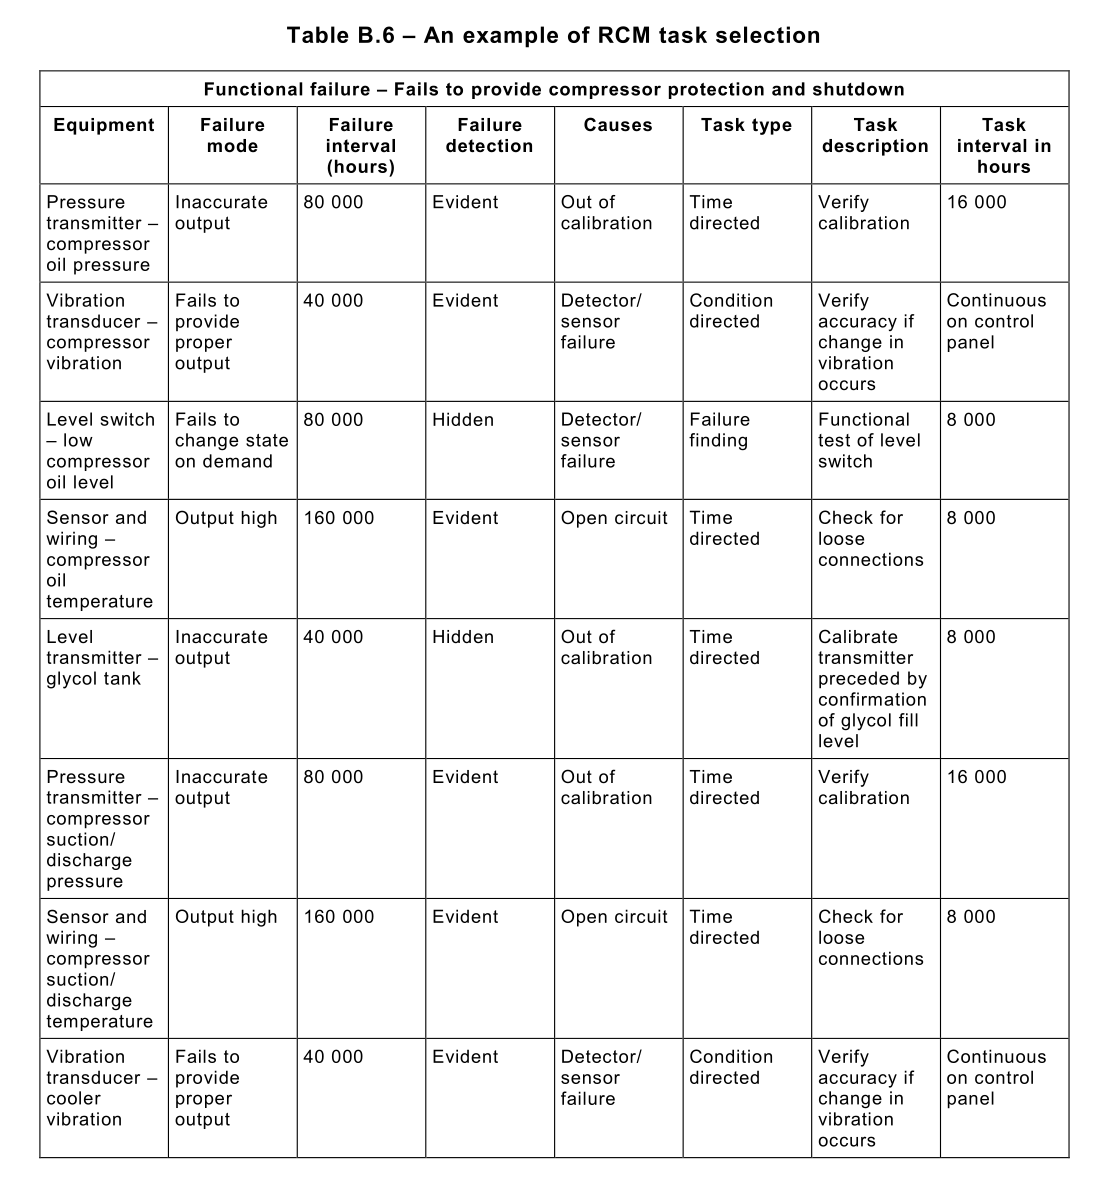 Table B.6 – An example of RCM task selection
Functional failure – Fails to provide compressor protection and shutdown
Equipment
Failure
mode
Failure
interval
(hours)
Failure
detection
Causes
Task type
Task
description
Task
interval in
hours
Pressure
transmitter –
compressor
oil pressure
Inaccurate
output
80 000
Evident
Out of
calibration
Time
directed
Verify
calibration
16 000
Vibration
transducer –
compressor
vibration
Fails to
provide
proper
output
40 000
Evident
Detector/
sensor
failure
Condition
directed
Verify
accuracy if
change in
vibration
occurs
Continuous
on control
panel
Level switch
– low
compressor
oil level
Fails to
change state
on demand
80 000
Hidden
Detector/
sensor
failure
Failure
finding
Functional
test of level
switch
8 000
Sensor and
wiring –
compressor
oil
temperature
Output high
160 000
Evident
Open circuit
Time
directed
Check for
loose
connections
8 000
Level
transmitter –
glycol tank
Inaccurate
output
40 000
Hidden
Out of
calibration
Time
directed
Calibrate
transmitter
preceded by
confirmation
of glycol fill
level
8 000
Pressure
transmitter –
compressor
suction/
discharge
pressure
Inaccurate
output
80 000
Evident
Out of
calibration
Time
directed
Verify
calibration
16 000
Sensor and
wiring –
compressor
suction/
discharge
temperature
Output high
160 000
Evident
Open circuit
Time
directed
Check for
loose
connections
8 000
Vibration
transducer –
cooler
vibration
Fails to
provide
proper
output
40 000
Evident
Detector/
sensor
failure
Condition
directed
Verify
accuracy if
change in
vibration
occurs
Continuous
on control
panel